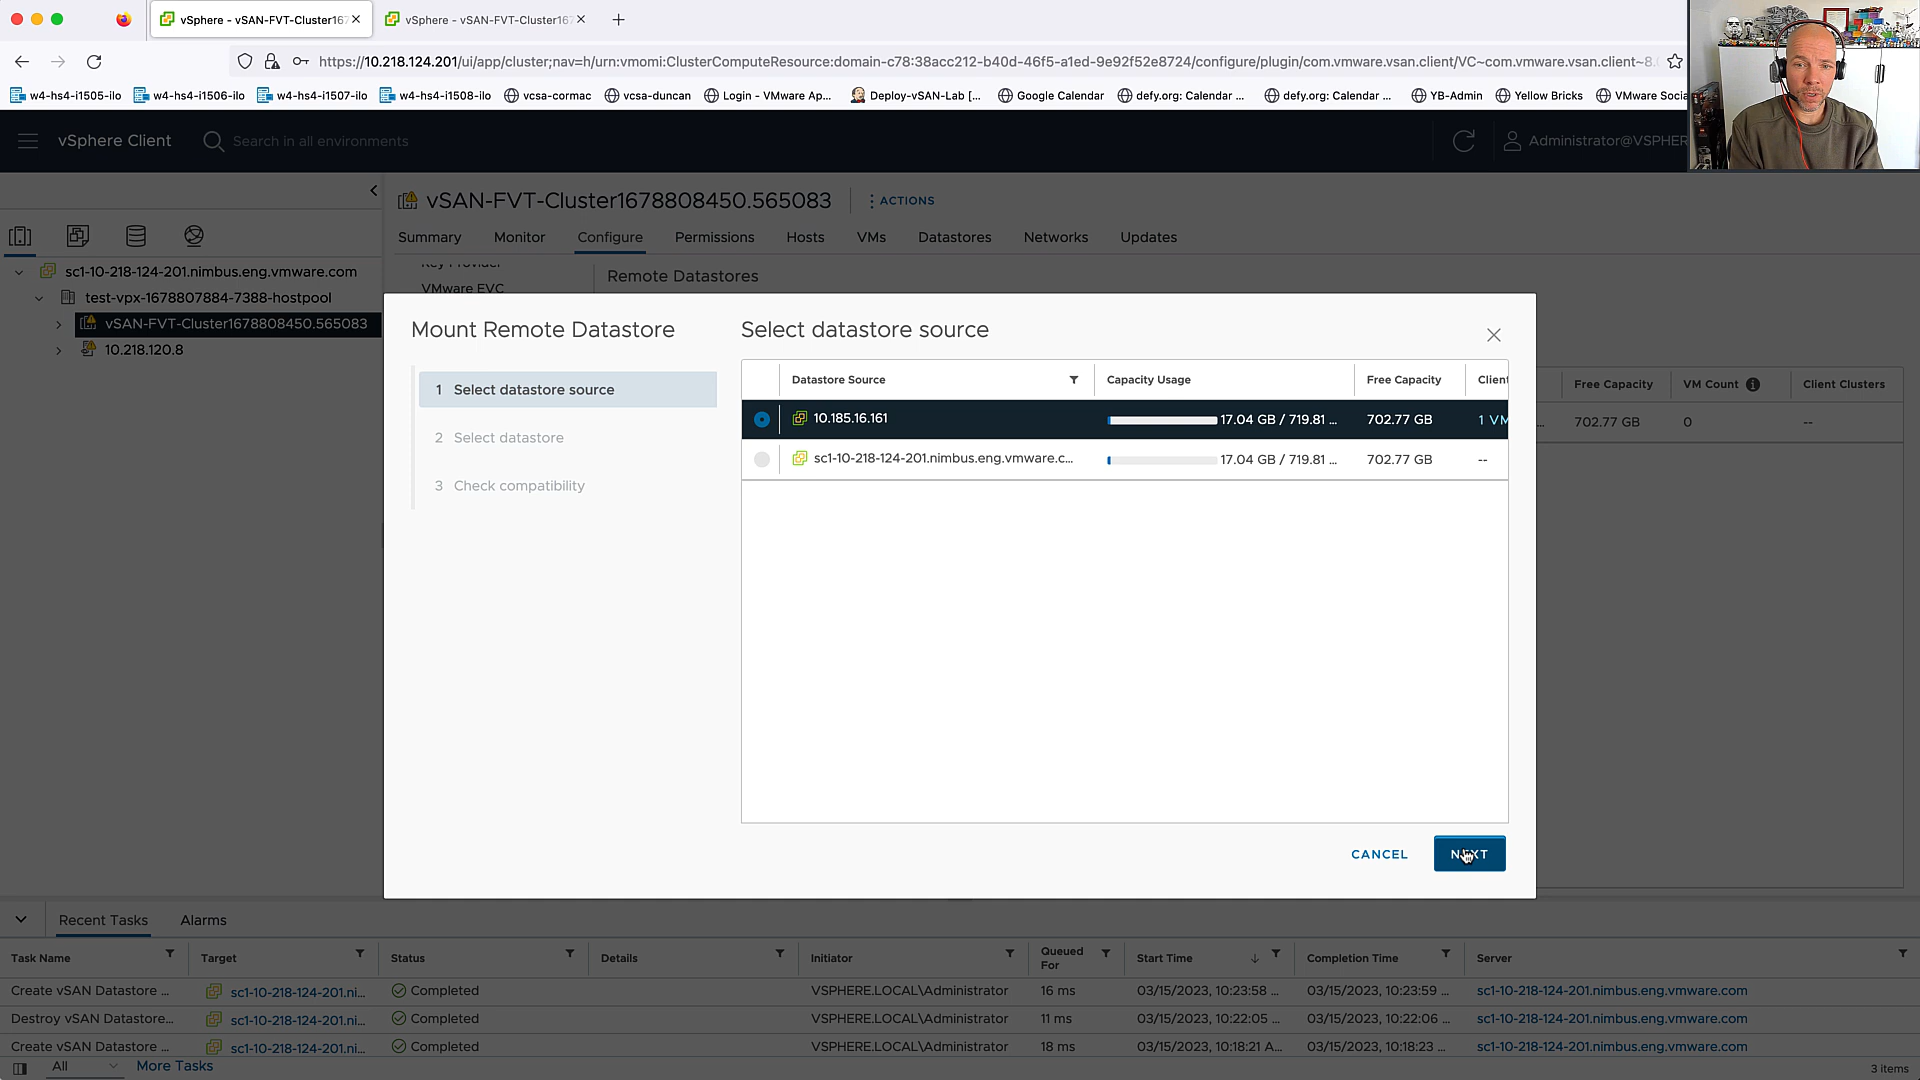 vSphere - vSAN-FVT-Cluster167
vSphere - vSAN-FVT-Cluster167
https://10.218.124.201/ui/app/cluster;nav=h/urn:vmomi:ClusterComputeResource:domain-c78:38acc212-b40d-46f5-a1ed-9e92f52e8724/configure/plugin/com.vmware.vsan.client/VC~com.vmware.vsan.client~8.
w4-hs4-i1505-ilo w4-hs4-i1506-ilo w4-hs4-i1507-ilo w4-hs4-i1508-ilo vcsa-cormac vcsa-duncan Login - VMware Ap... Deploy-vSAN-Lab [... Google Calendar defy.org: Calendar ... defy.org: Calendar ... YB-Admin Yellow Bricks VMware Socia
vSphere Client Search in all environments Administrator@VSPHER
vSAN-FVT-Cluster1678808450.565083 ACTIONS
Summary Monitor Configure Permissions Hosts VMs Datastores Networks Updates
sc1-10-218-124-201.nimbus.eng.vmware.com
test-vpx-1678807884-7388-hostpool
vSAN-FVT-Cluster1678808450.565083
10.218.120.8
Key Provider
VMware EVC
Remote Datastores
Free Capacity VM Count Client Clusters
... 702.77 GB 0 --
Mount Remote Datastore
1 Select datastore source
2 Select datastore
3 Check compatibility
Select datastore source
Datastore Source Capacity Usage Free Capacity Client
10.185.16.161 17.04 GB / 719.81 ... 702.77 GB 1 VM
sc1-10-218-124-201.nimbus.eng.vmware.c... 17.04 GB / 719.81 ... 702.77 GB --
CANCEL NEXT
Recent Tasks Alarms
Task Name Target Status Details Initiator Queued For Start Time Completion Time Server
Create vSAN Datastore ... sc1-10-218-124-201.ni... Completed VSPHERE.LOCAL\Administrator 16 ms 03/15/2023, 10:23:58 ... 03/15/2023, 10:23:59 ... sc1-10-218-124-201.nimbus.eng.vmware.com
Destroy vSAN Datastore... sc1-10-218-124-201.ni... Completed VSPHERE.LOCAL\Administrator 11 ms 03/15/2023, 10:22:05 ... 03/15/2023, 10:22:06 ... sc1-10-218-124-201.nimbus.eng.vmware.com
Create vSAN Datastore ... sc1-10-218-124-201.ni... Completed VSPHERE.LOCAL\Administrator 18 ms 03/15/2023, 10:18:21 A... 03/15/2023, 10:18:23 ... sc1-10-218-124-201.nimbus.eng.vmware.com
All More Tasks 3 items